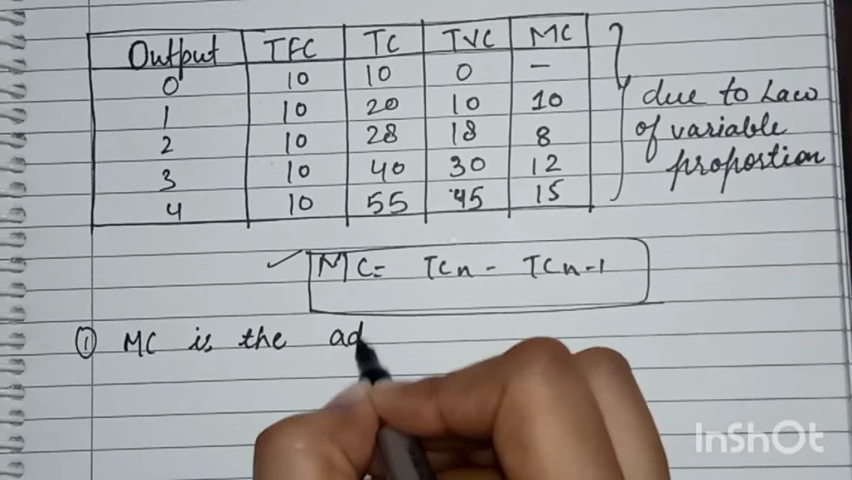 Output TFC TC TVC MC
0 10 10 0 -
1 10 20 10 10
2 10 28 18 8
3 10 40 30 12
4 10 55 45 15
due to Law
of variable
proportion
MC = TCn - TCn-1
① MC is the ad
InShOt